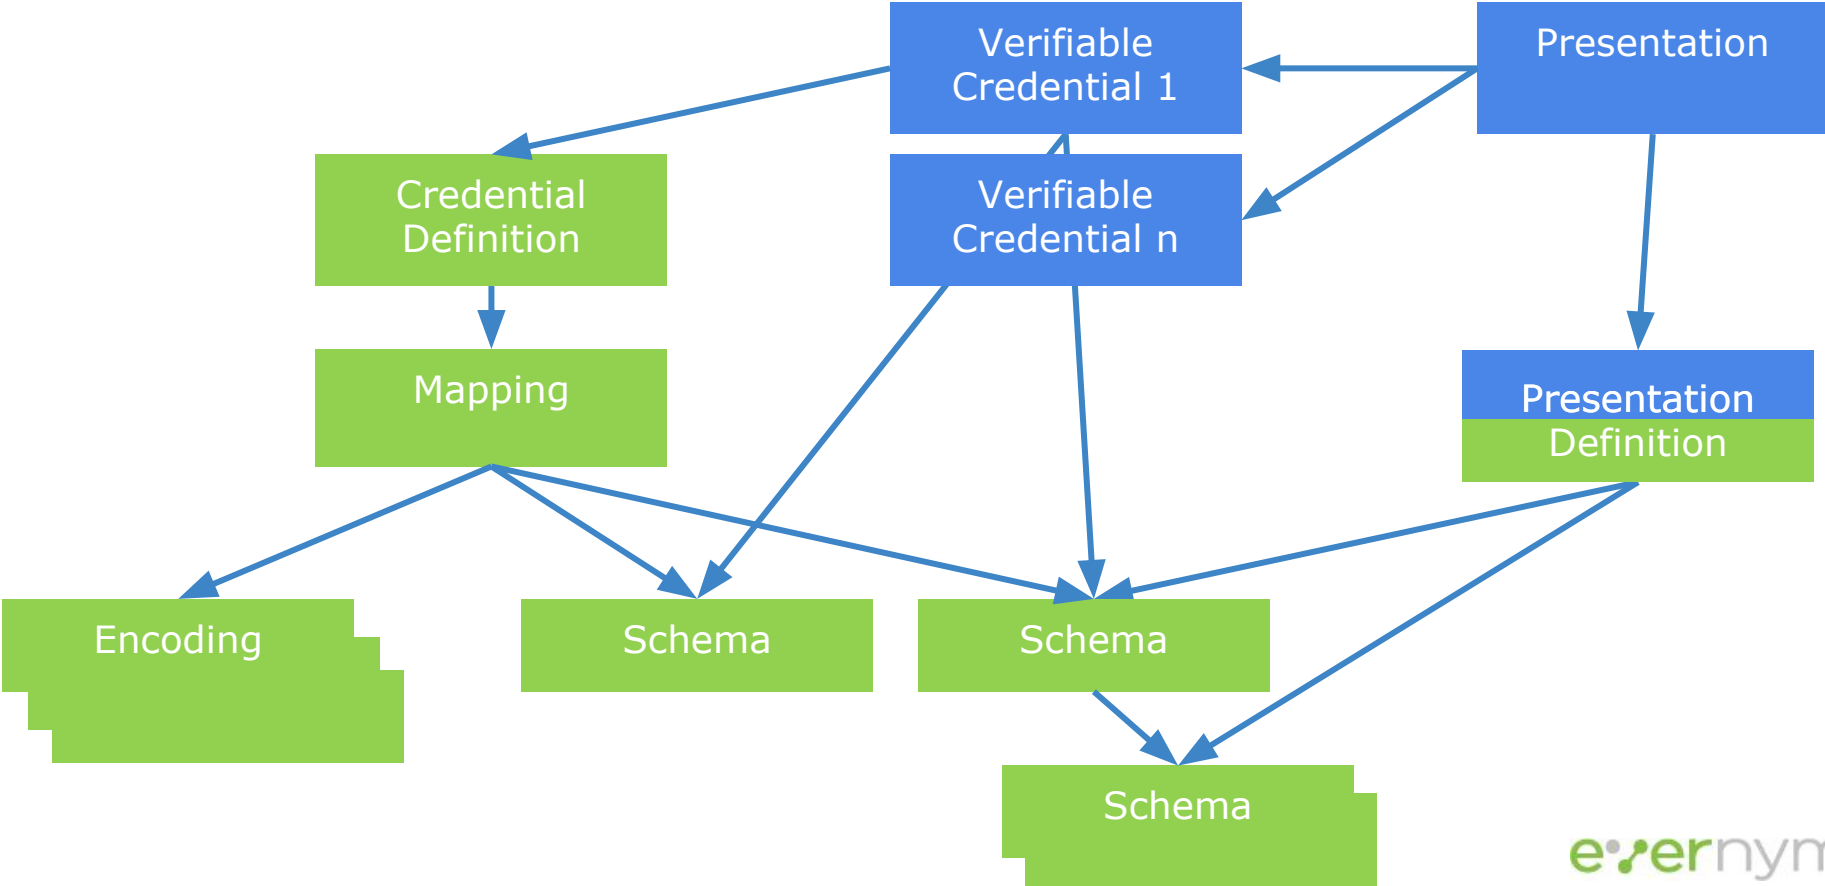 Verifiable
Credential 1
Presentation
Credential
Definition
Verifiable
Credential n
Mapping
Presentation
Definition
Encoding
Schema
Schema
Schema
evernym